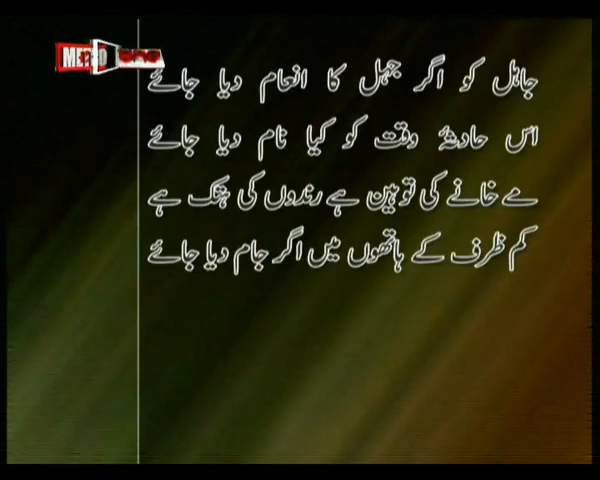 METRO
جاہل کو اگر جہل کا انعام دیا جائے
اس حادثۂ وقت کو کیا نام دیا جائے
مے خانے کی توہین ہے رندوں کی ہتک ہے
کم ظرف کے ہاتھوں میں اگر جام دیا جائے